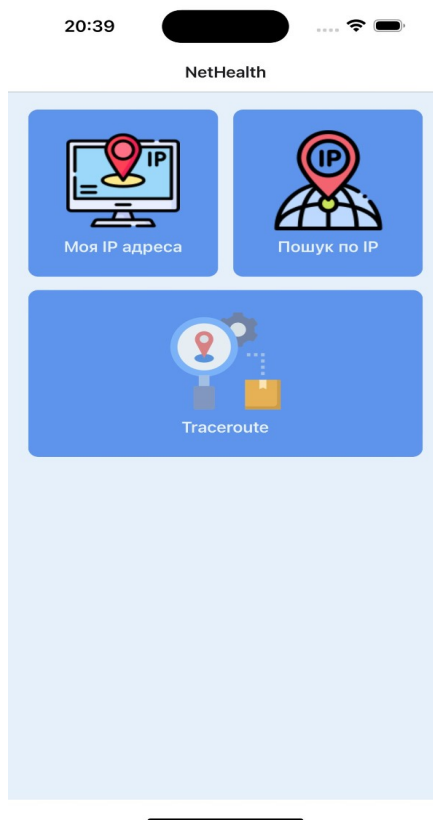 20:39
NetHealth
IP
IP
Моя IP адреса
Пошук по IP
Traceroute